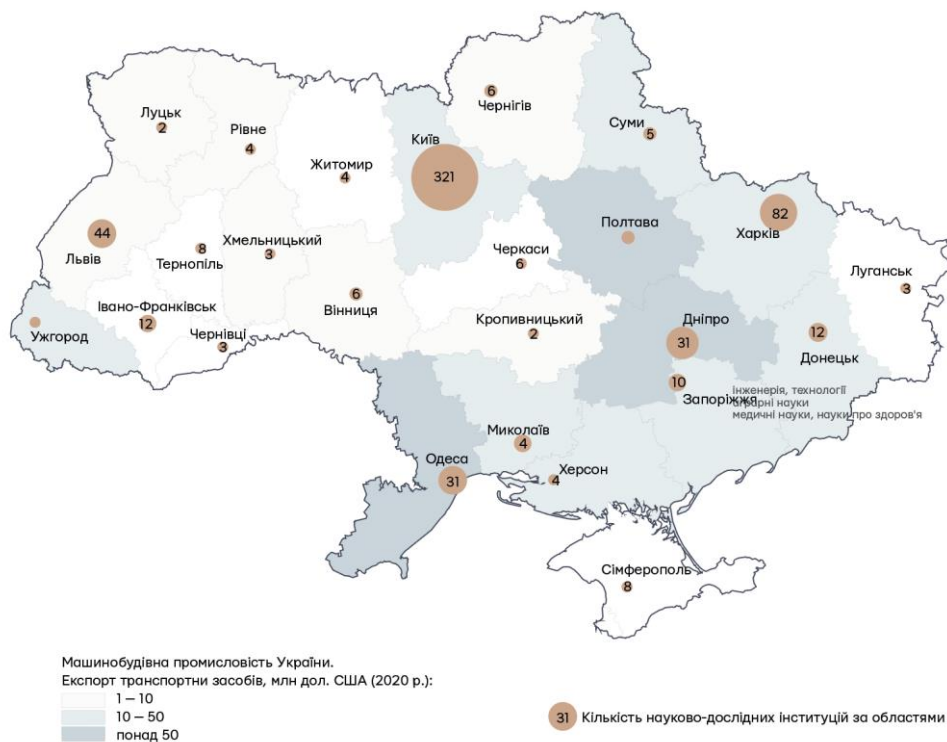 6
Чернігів
Луцьк
2
Рівне
4
Суми
5
Київ
321
Житомир
4
82
Харків
Полтава
44
Львів
8
Тернопіль
Хмельницький
3
Черкаси
6
Луганськ
3
6
Вінниця
Івано-Франківськ
12
Ужгород
Чернівці
3
Кропивницький
2
Дніпро
31
12
Донецьк
10
Запоріжжя
інженерія, технології
аграрні науки
медичні науки, науки про здоров'я
Миколаїв
4
Одеса
31
Херсон
4
Сімферополь
8
Машинобудівна промисловість України.
Експорт транспортни засобів, млн дол. США (2020 р.):
1 – 10
10 – 50
понад 50
31 Кількість науково-дослідних інституцій за областями